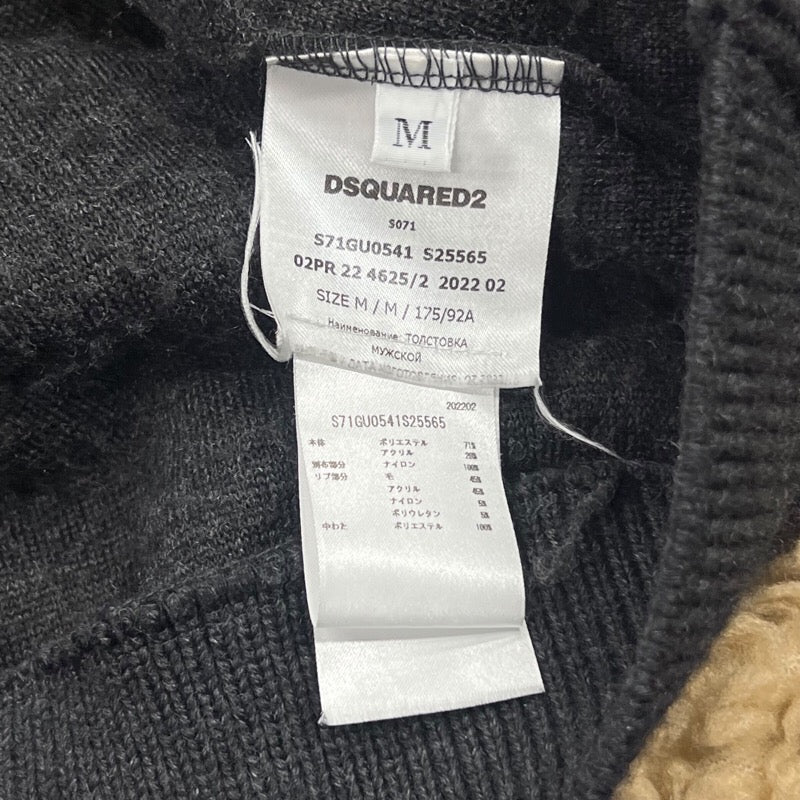 M
DSQUARED2
S071
S71GU0541 S25565
02PR 22 4625/2 2022 02
SIZE M / M / 175/92A
Наименование: ТОЛСТОВКА
МУЖСКОЙ
ДАТА ИЗГОТОВЛЕНИЯ:
202202
S71GU0541S25565
本体 ポリエステル 71%
アクリル
別布部分 ナイロン 100%
リブ部分 毛 45%
アクリル 45%
ナイロン 5%
ポリウレタン 5%
中わた ポリエステル 100%